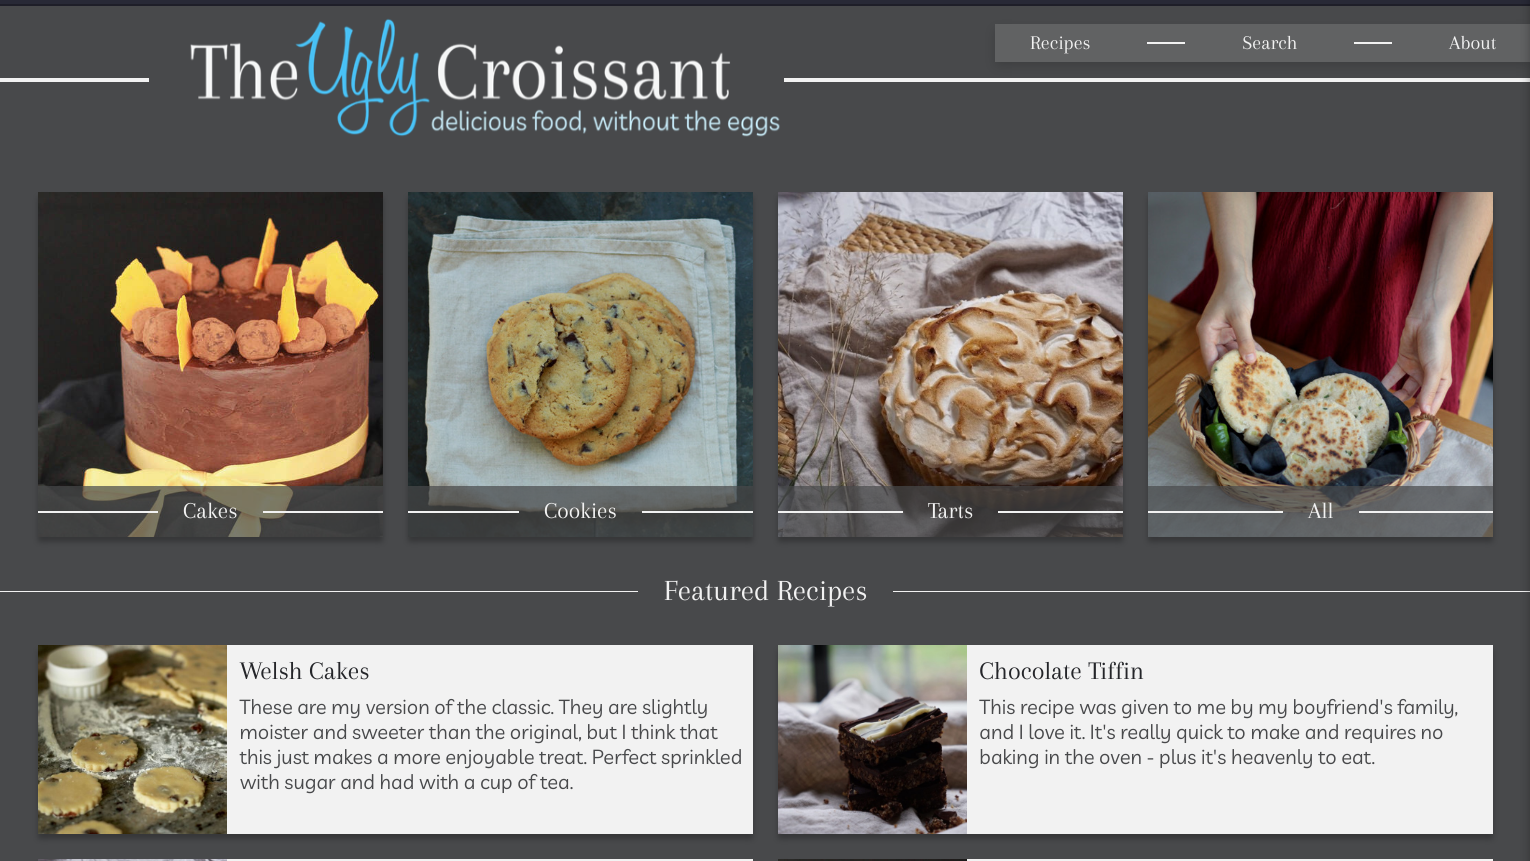 The Ugly Croissant
delicious food, without the eggs
Recipes
Search
About
Cakes
Cookies
Tarts
All
Featured Recipes
Welsh Cakes
These are my version of the classic. They are slightly
moister and sweeter than the original, but I think that
this just makes a more enjoyable treat. Perfect sprinkled
with sugar and had with a cup of tea.
Chocolate Tiffin
This recipe was given to me by my boyfriend's family,
and I love it. It's really quick to make and requires no
baking in the oven - plus it's heavenly to eat.